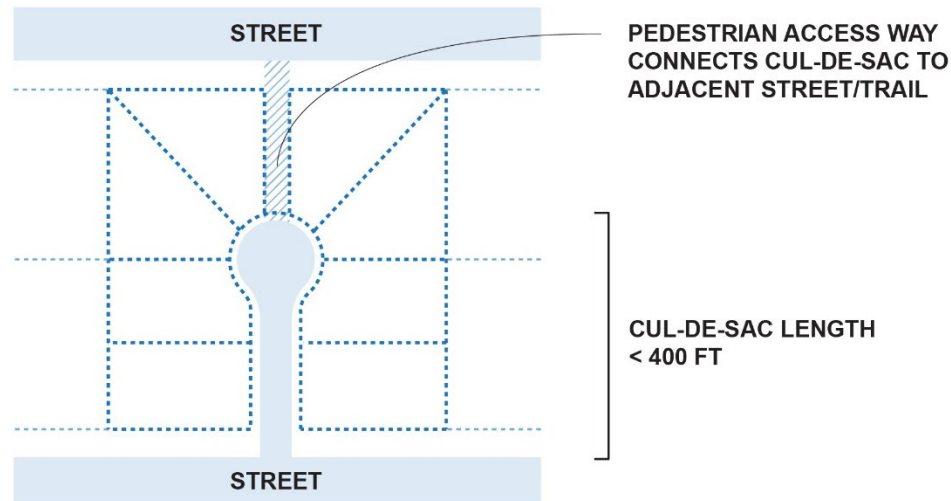 STREET
PEDESTRIAN ACCESS WAY
CONNECTS CUL-DE-SAC TO
ADJACENT STREET/TRAIL
CUL-DE-SAC LENGTH
< 400 FT
STREET